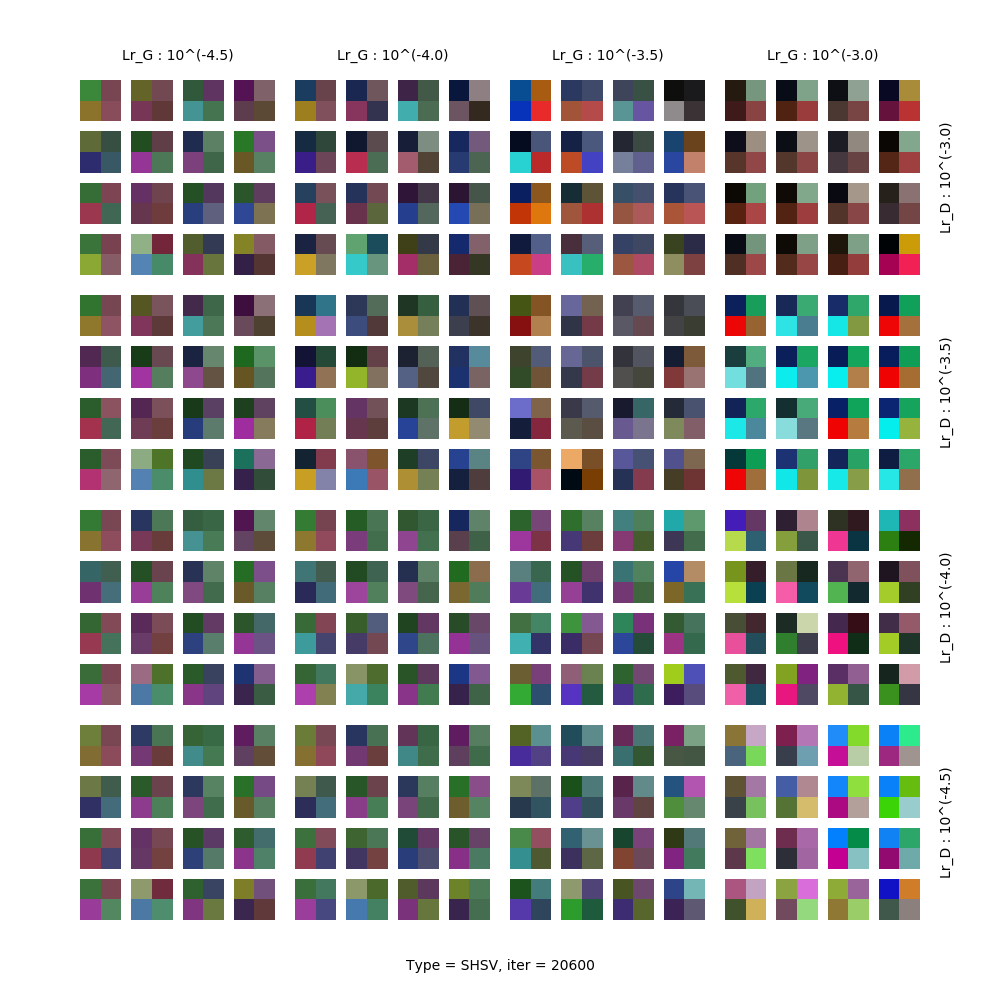 Lr_G : 10^(-4.5)
Lr_G : 10^(-4.0)
Lr_G : 10^(-3.5)
Lr_G : 10^(-3.0)
Lr_D : 10^(-3.0)
Lr_D : 10^(-3.5)
Lr_D : 10^(-4.0)
Lr_D : 10^(-4.5)
Type = SHSV, iter = 20600